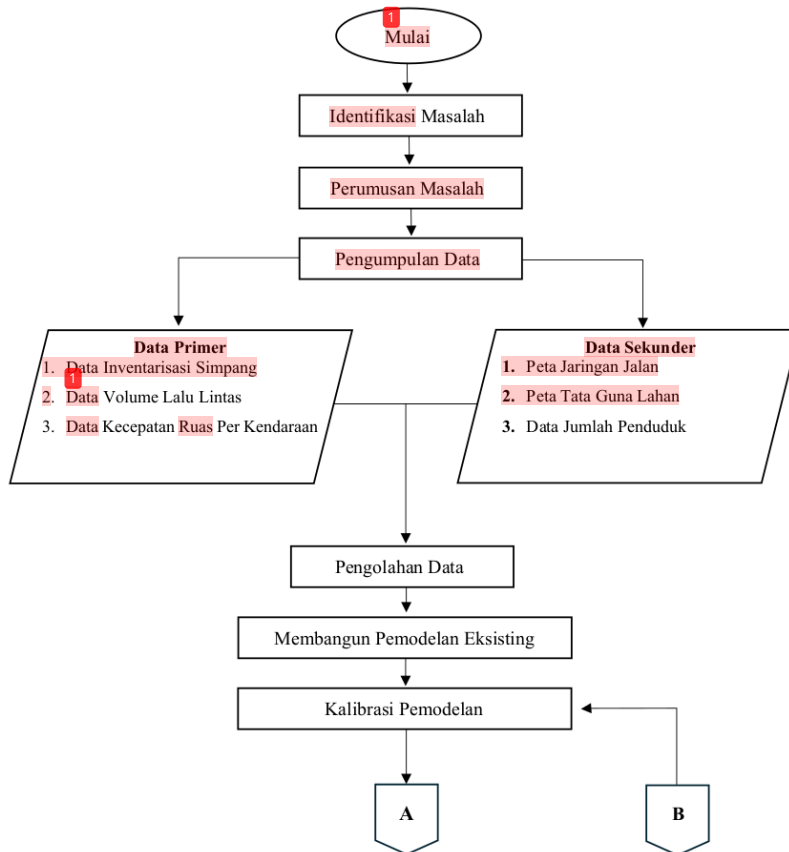 1
Mulai
Identifikasi Masalah
Perumusan Masalah
Pengumpulan Data
Data Primer
1. Data Inventarisasi Simpang
1
2. Data Volume Lalu Lintas
3. Data Kecepatan Ruas Per Kendaraan
Data Sekunder
1. Peta Jaringan Jalan
2. Peta Tata Guna Lahan
3. Data Jumlah Penduduk
Pengolahan Data
Membangun Pemodelan Eksisting
Kalibrasi Pemodelan
A
B